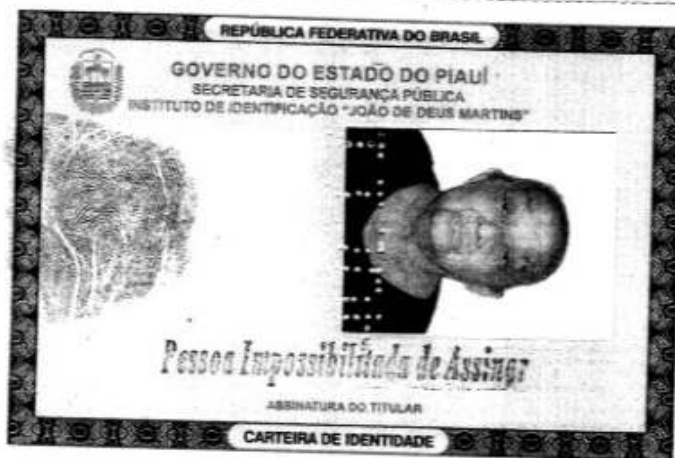 REPÚBLICA FEDERATIVA DO BRASIL
GOVERNO DO ESTADO DO PIAUÍ
SECRETARIA DE SEGURANÇA PÚBLICA
INSTITUTO DE IDENTIFICAÇÃO "JOÃO DE DEUS MARTINS"
Pessoa Impossibilitada de Assinar
ASSINATURA DO TITULAR
CARTEIRA DE IDENTIDADE